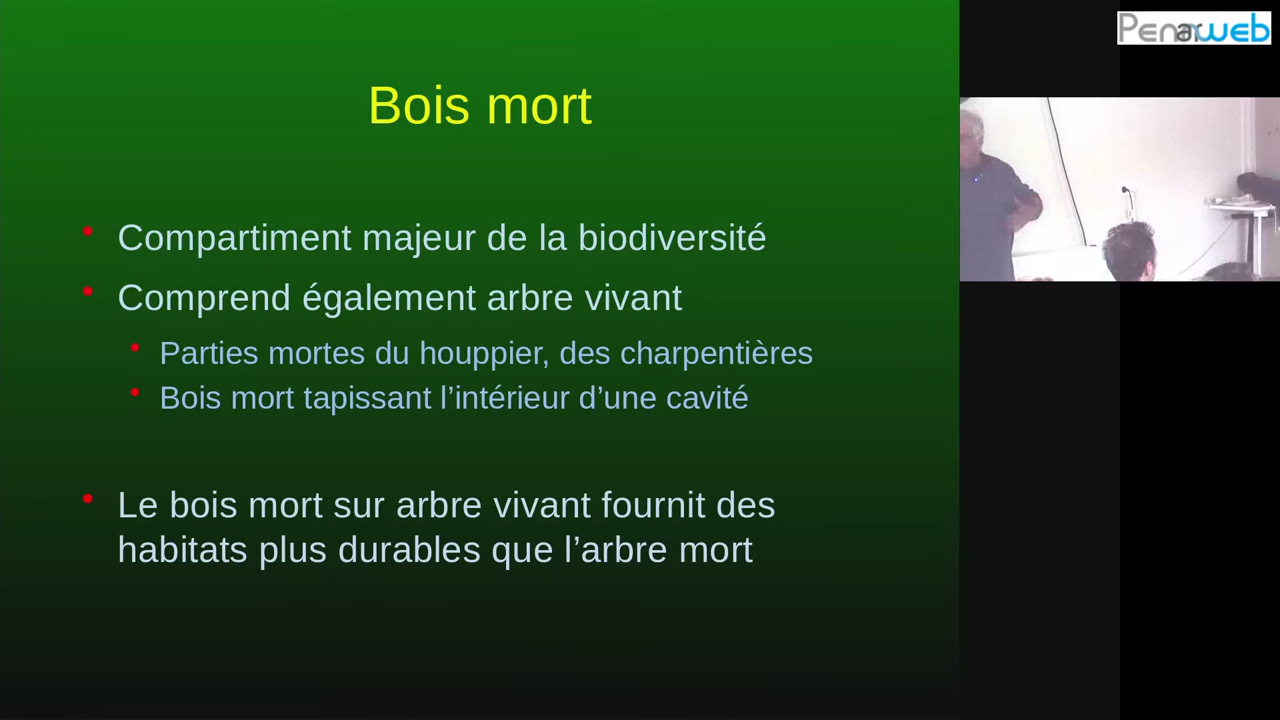 Penarweb
Bois mort
Compartiment majeur de la biodiversité
Comprend également arbre vivant
Parties mortes du houppier, des charpentières
Bois mort tapissant l’intérieur d’une cavité
Le bois mort sur arbre vivant fournit des
habitats plus durables que l’arbre mort